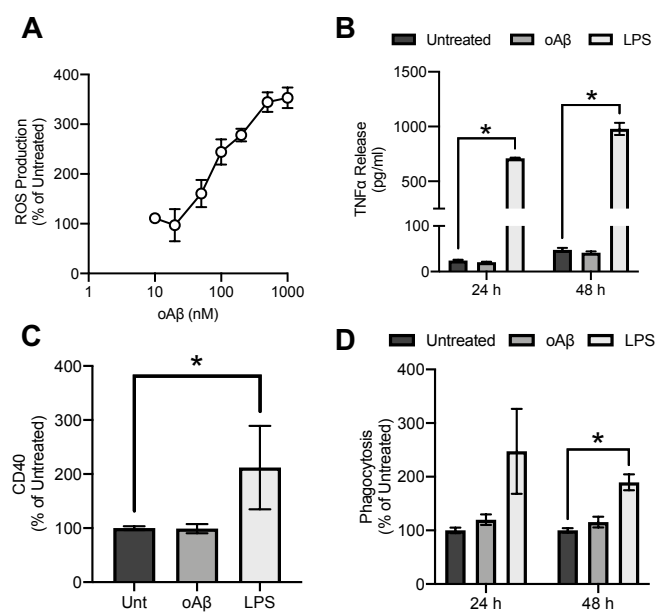 A
ROS Production
(% of Untreated)
400
300
200
100
0
1
10
100
1000
oAβ (nM)
B
Untreated
oAβ
LPS
TNFα Release
(pg/ml)
1500
1000
500
100
0
*
*
24 h
48 h
C
CD40
(% of Untreated)
400
300
200
100
0
*
Unt
oAβ
LPS
D
Untreated
oAβ
LPS
Phagocytosis
(% of Untreated)
400
300
200
100
0
*
24 h
48 h